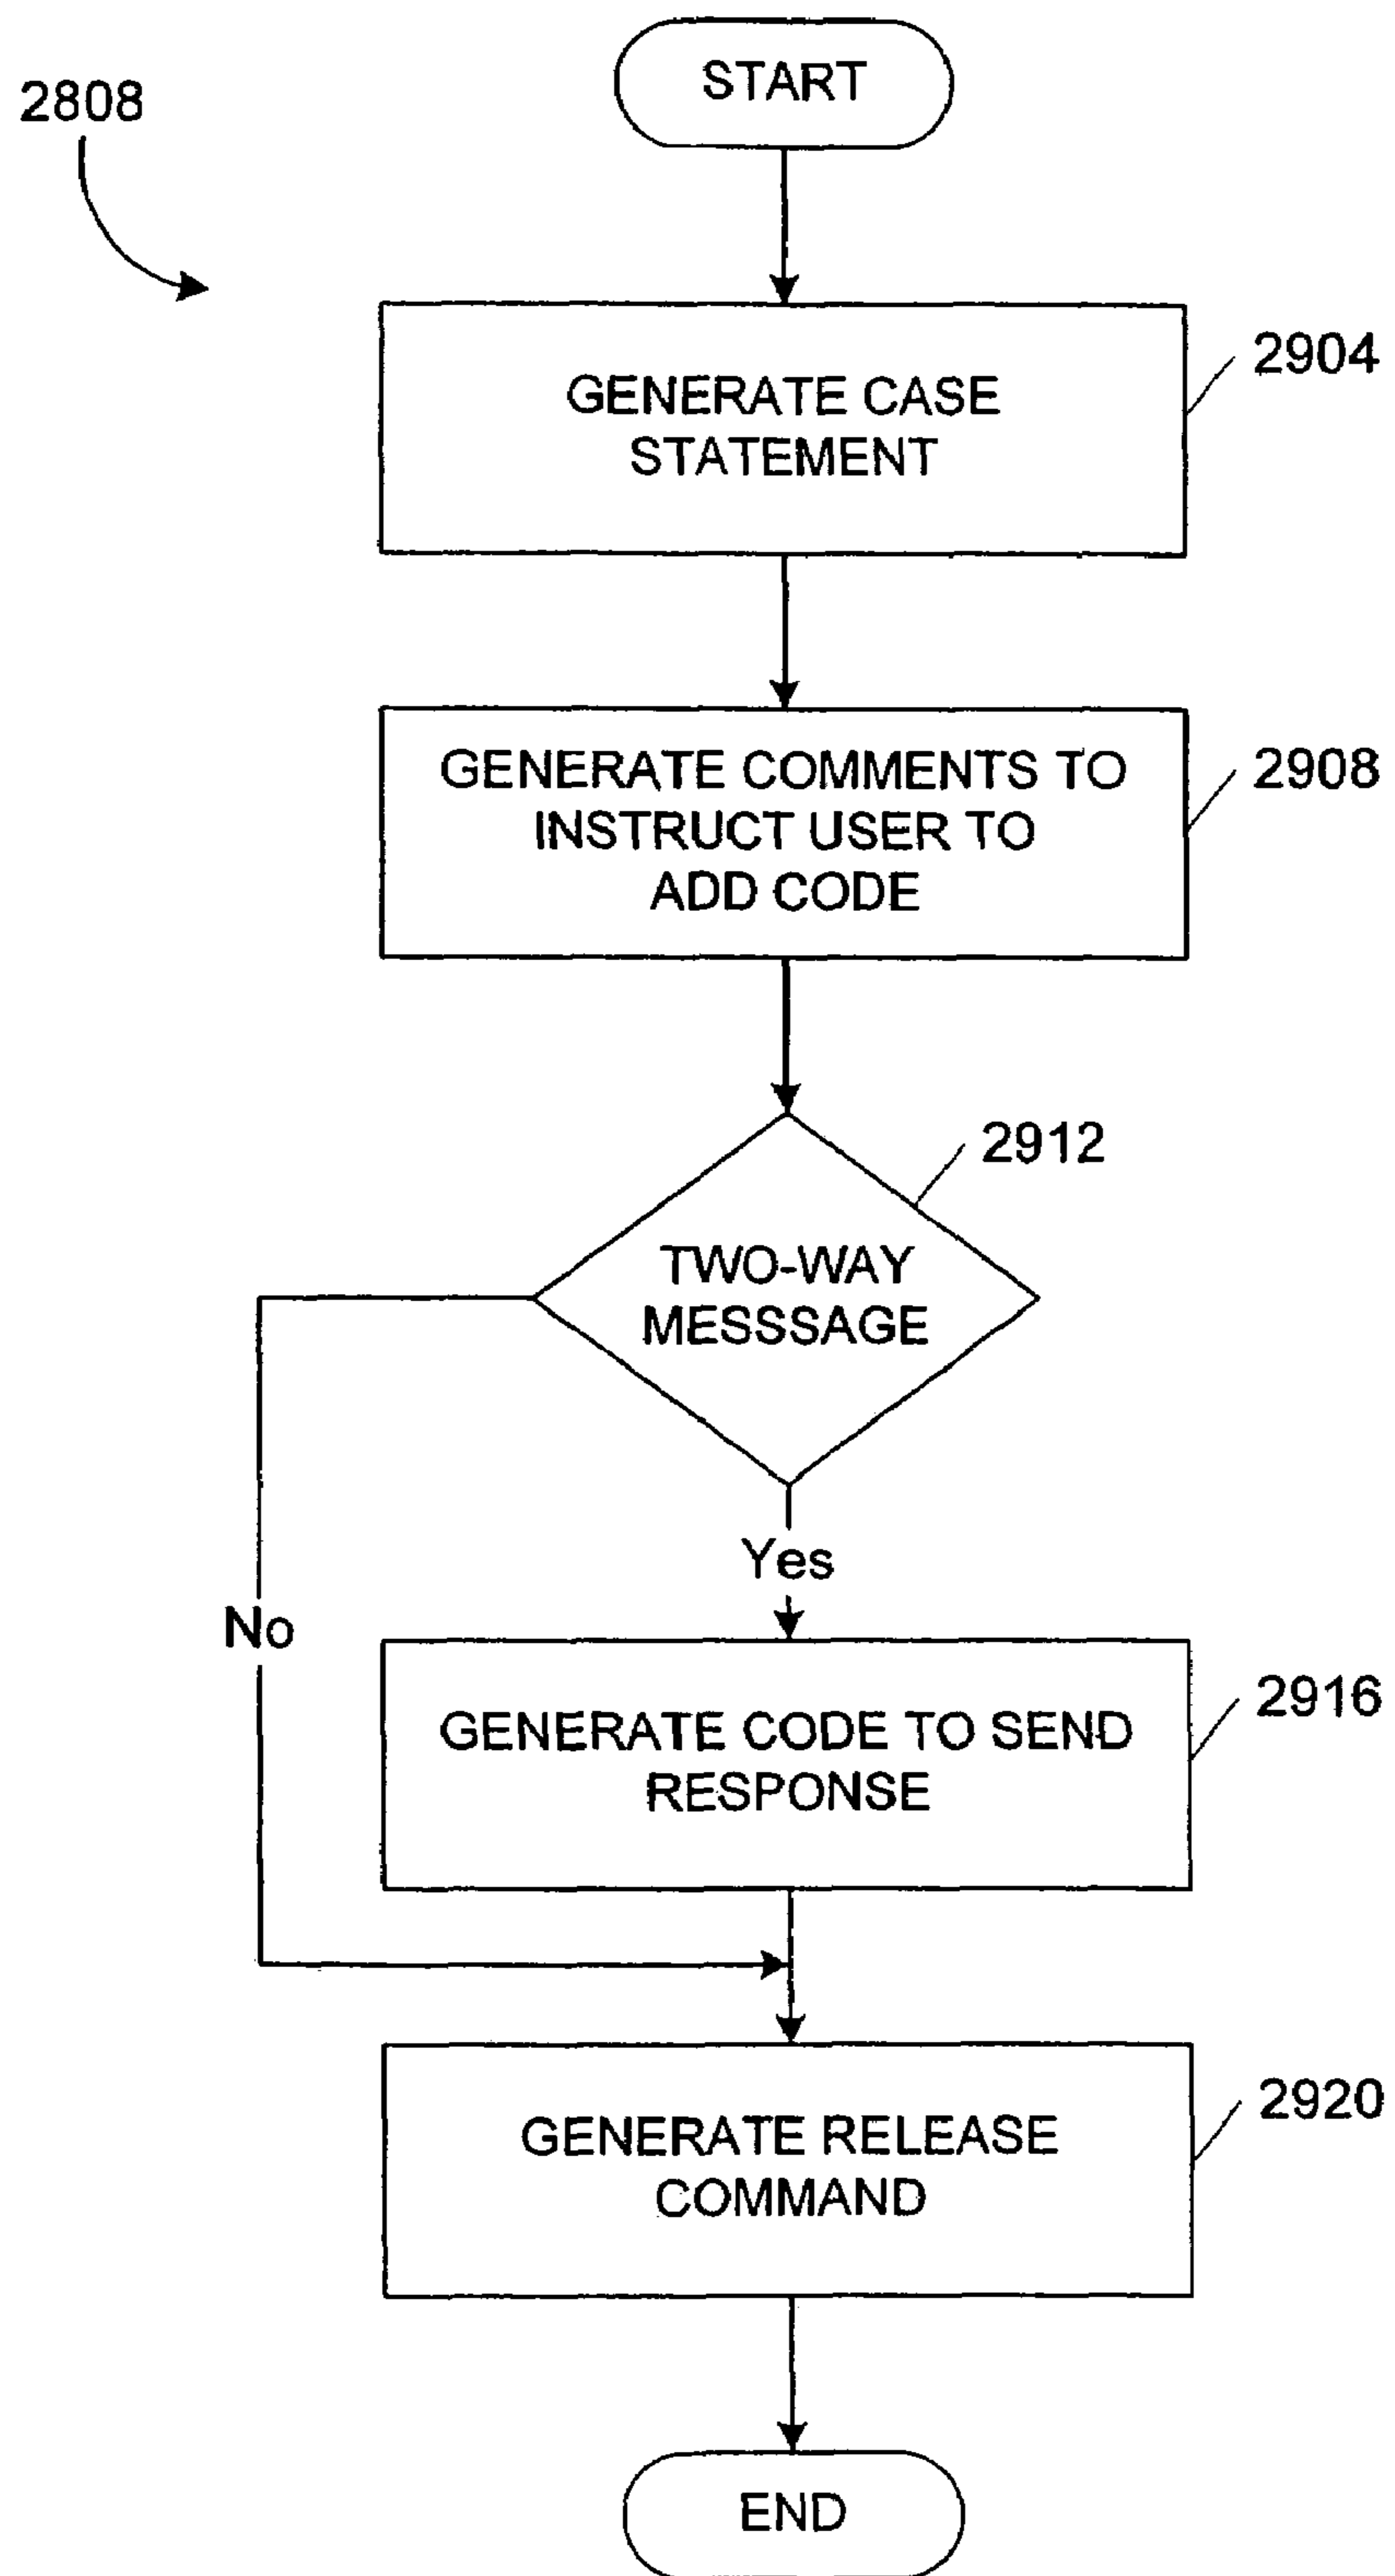 START
2808
2904
GENERATE CASE
STATEMENT
2908
GENERATE COMMENTS TO
INSTRUCT USER TO
ADD CODE
2912
TWO-WAY
MESSSAGE
Yes
No
2916
GENERATE CODE TO SEND
RESPONSE
2920
GENERATE RELEASE
COMMAND
END